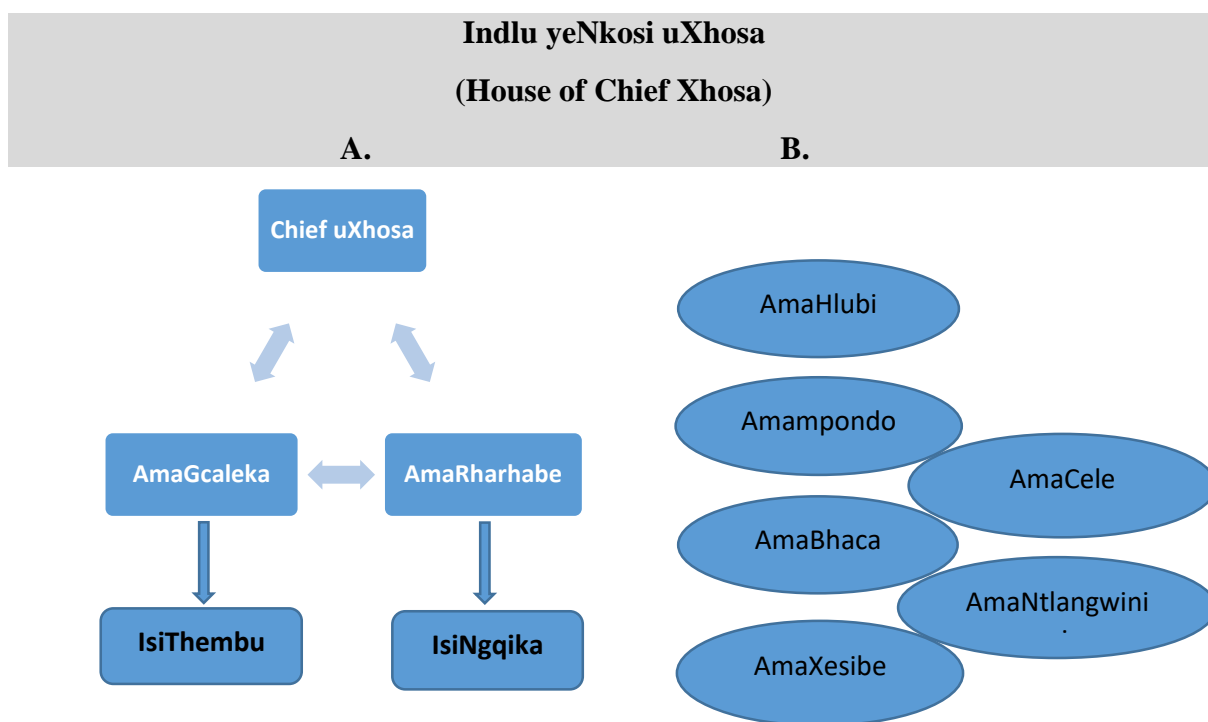 Indlu yeNkosi uXhosa
(House of Chief Xhosa)
A. B.
Chief uXhosa
AmaGcaleka
AmaRharhabe
IsiThembu
IsiNgqika
AmaHlubi
Amampondo
AmaCele
AmaBhaca
AmaNtlangwini
.
AmaXesibe